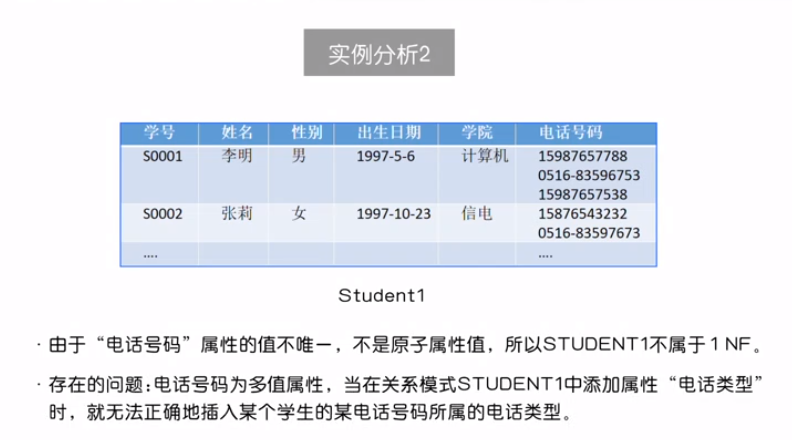 实例分析2
学号 姓名 性别 出生日期 学院 电话号码
S0001 李明 男 1997-5-6 计算机 15987657788
0516-83596753
15987657538
S0002 张莉 女 1997-10-23 信电 15876543232
0516-83597673
.... ....
Student1
·由于“电话号码”属性的值不唯一，不是原子属性值，所以STUDENT1不属于１NF。
·存在的问题：电话号码为多值属性，当在关系模式STUDENT1中添加属性“电话类型”
时，就无法正确地插入某个学生的某电话号码所属的电话类型。